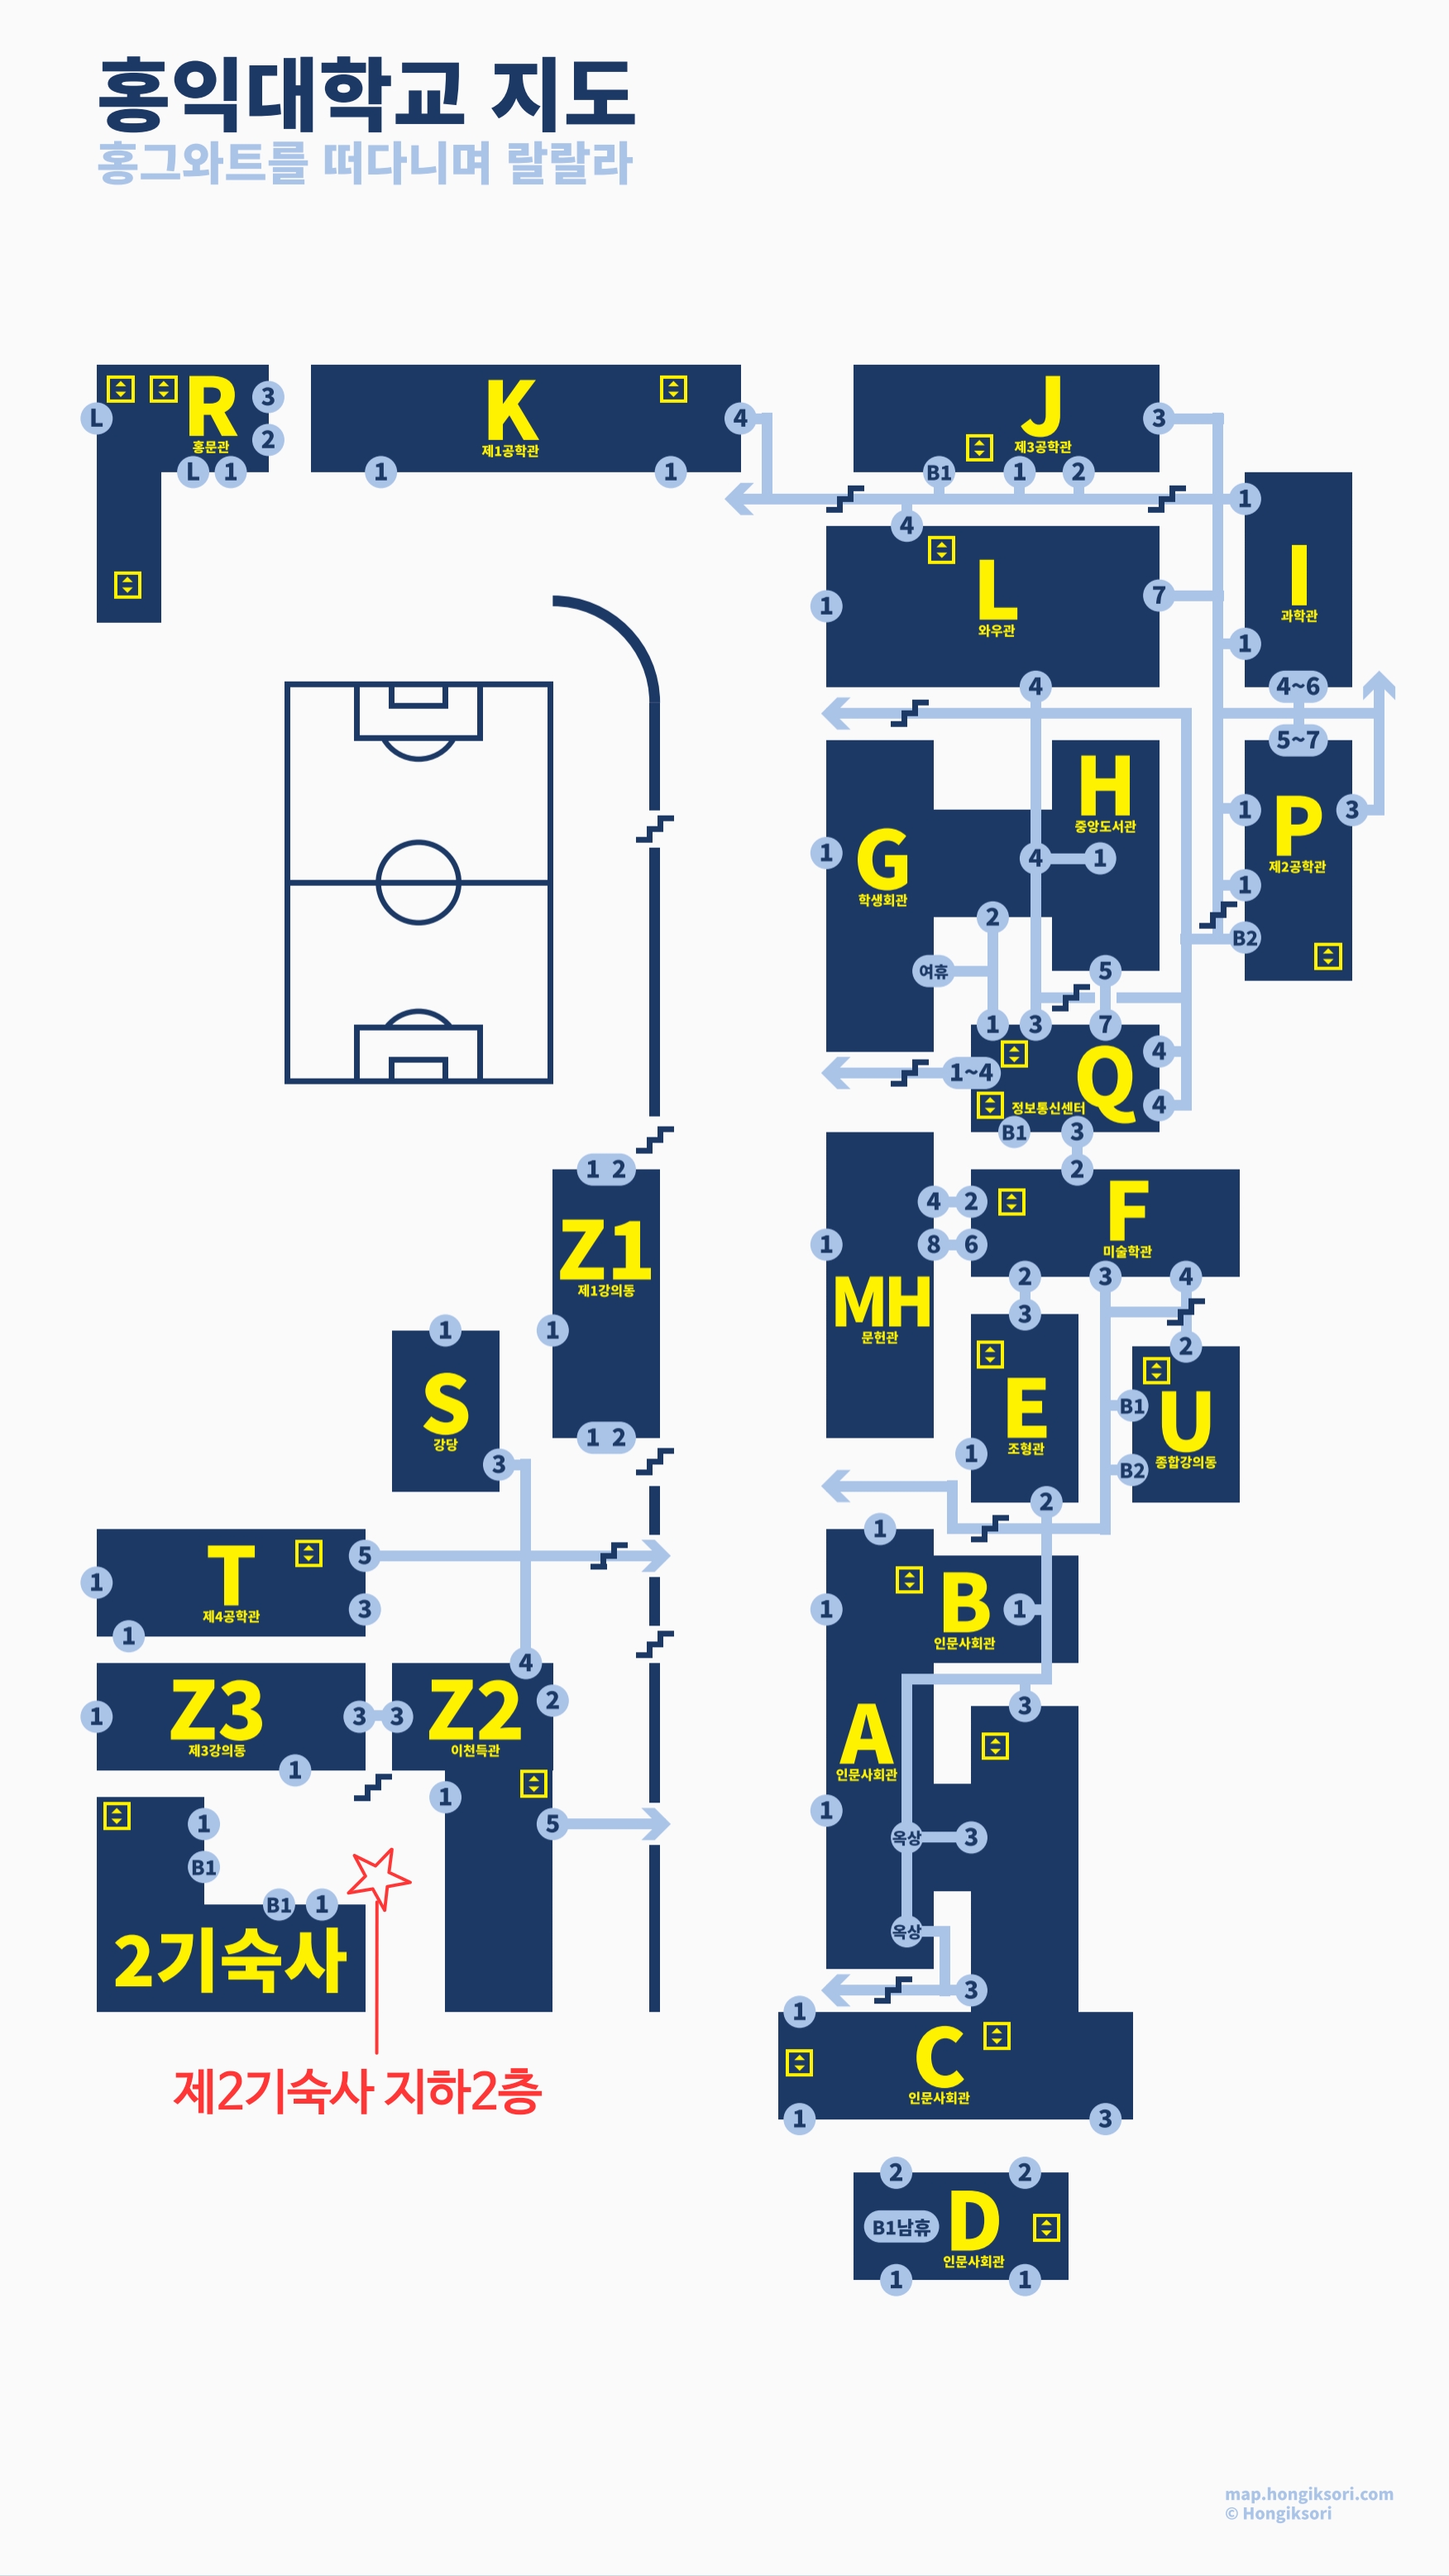 홍익대학교 지도
홍그와트를 떠다니며 랄랄라
R
홍문관
L
3
2
L 1
K
제1공학관
4
1
1
J
제3공학관
3
B1
1
2
I
과학관
1
1
4~6
4
L
와우관
1
7
4
5~7
P
제2공학관
1
3
1
B2
G
학생회관
1
H
중앙도서관
4
1
2
여휴
5
1
3
7
Q
정보통신센터
4
4
1~4
B1
3
2
F
미술학관
2
6
2
3
4
MH
문헌관
4
8
1
Z1
제1강의동
1 2
1
1 2
S
강당
1
3
E
조형관
3
1
2
U
종합강의동
2
B1
B2
T
제4공학관
5
1
3
1
Z3
제3강의동
1
3
1
Z2
이천득관
4
3
2
1
5
1
B1
B1
1
2기숙사
제2기숙사 지하2층
1
B
인문사회관
1
1
A
인문사회관
1
3
옥상
3
옥상
3
C
인문사회관
1
1
3
D
인문사회관
2
2
B1남휴
1
1
map.hongiksori.com
© Hongiksori